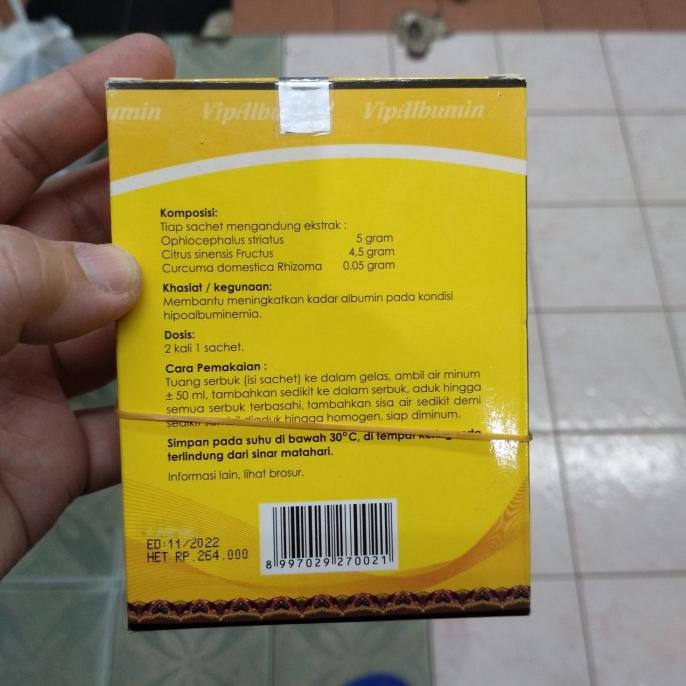 VipAlbumin
Komposisi:
Tiap sachet mengandung ekstrak :
Ophiocephalus striatus 5 gram
Citrus sinensis Fructus 4,5 gram
Curcuma domestica Rhizoma 0,05 gram
Khasiat / kegunaan:
Membantu meningkatkan kadar albumin pada kondisi
hipoalbuminemia.
Dosis:
2 kali 1 sachet.
Cara Pemakaian :
Tuang serbuk (isi sachet) ke dalam gelas, ambil air minum
± 50 ml, tambahkan sedikit ke dalam serbuk, aduk hingga
semua serbuk terbasahi, tambahkan sisa air sedikit demi
sedikit diaduk hingga homogen, siap diminum.
Simpan pada suhu di bawah 30°C, di tempat
terlindung dari sinar matahari.
Informasi lain, lihat brosur.
ED:11/2022
HET RP.264.000
8 997029 270021